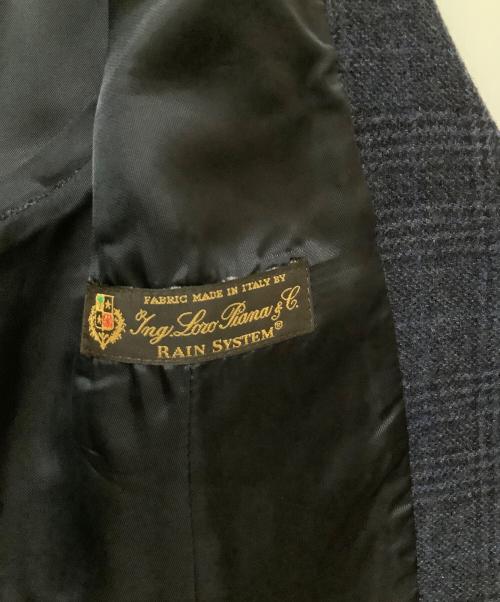 FABRIC MADE IN ITALY BY
Ing. Loro Piana & C.
RAIN SYSTEM®